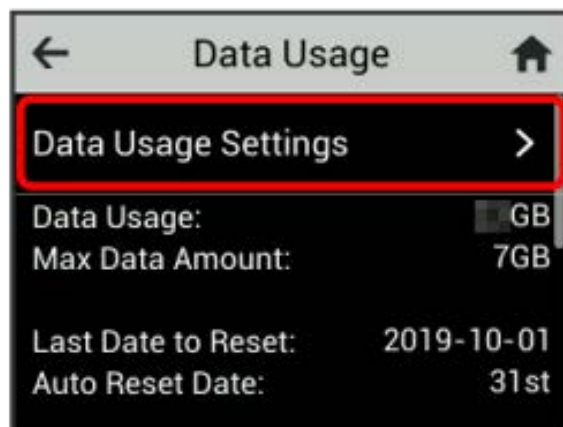 Data Usage
Data Usage Settings
Data Usage: GB
Max Data Amount: 7GB
Last Date to Reset: 2019-10-01
Auto Reset Date: 31st